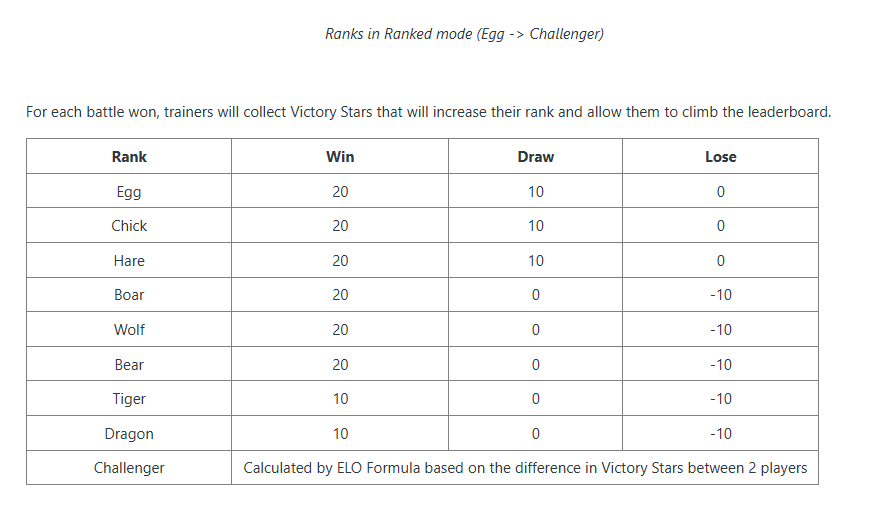 Ranks in Ranked mode (Egg -> Challenger)
For each battle won, trainers will collect Victory Stars that will increase their rank and allow them to climb the leaderboard.
Rank Win Draw Lose
Egg 20 10 0
Chick 20 10 0
Hare 20 10 0
Boar 20 0 -10
Wolf 20 0 -10
Bear 20 0 -10
Tiger 10 0 -10
Dragon 10 0 -10
Challenger Calculated by ELO Formula based on the difference in Victory Stars between 2 players